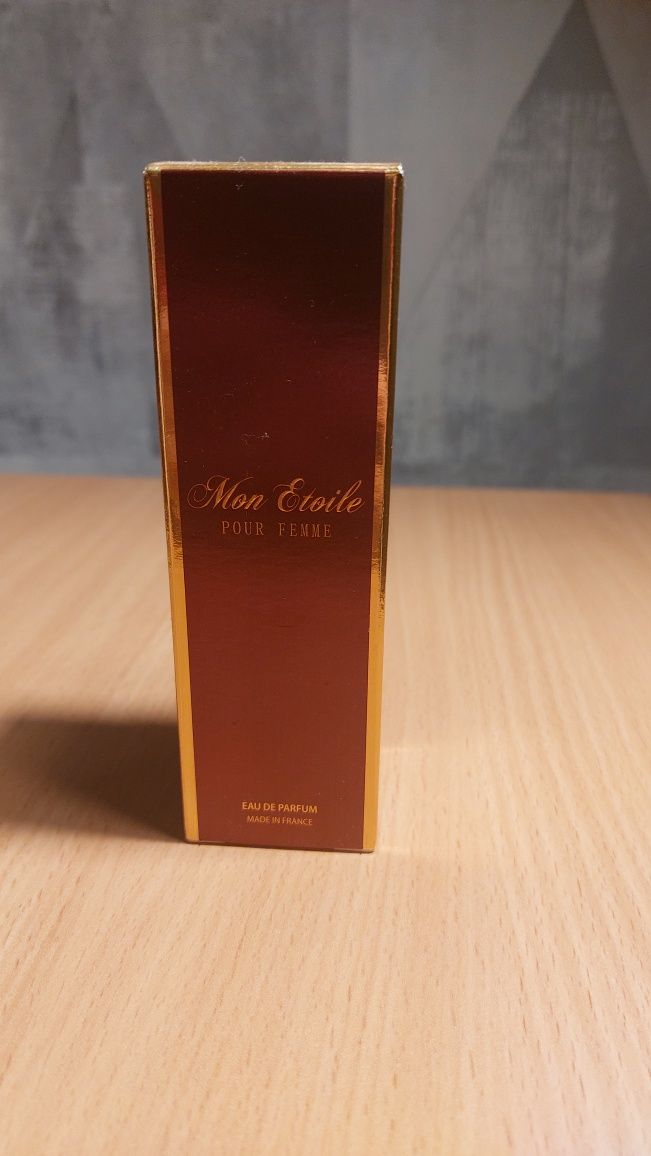 Mon Etoile
POUR FEMME
EAU DE PARFUM
MADE IN FRANCE